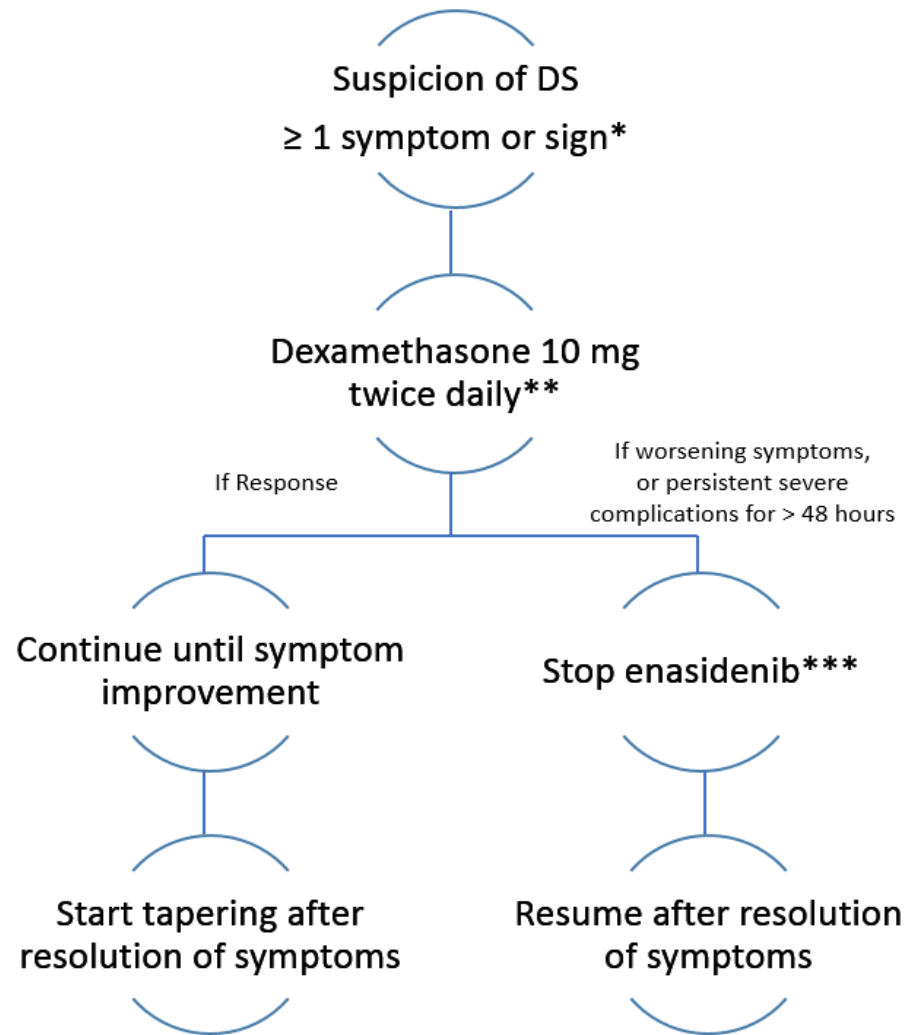 Suspicion of DS
≥ 1 symptom or sign*
Dexamethasone 10 mg
twice daily**
If Response
If worsening symptoms,
or persistent severe
complications for > 48 hours
Continue until symptom
improvement
Stop enasidenib***
Start tapering after
resolution of symptoms
Resume after resolution
of symptoms